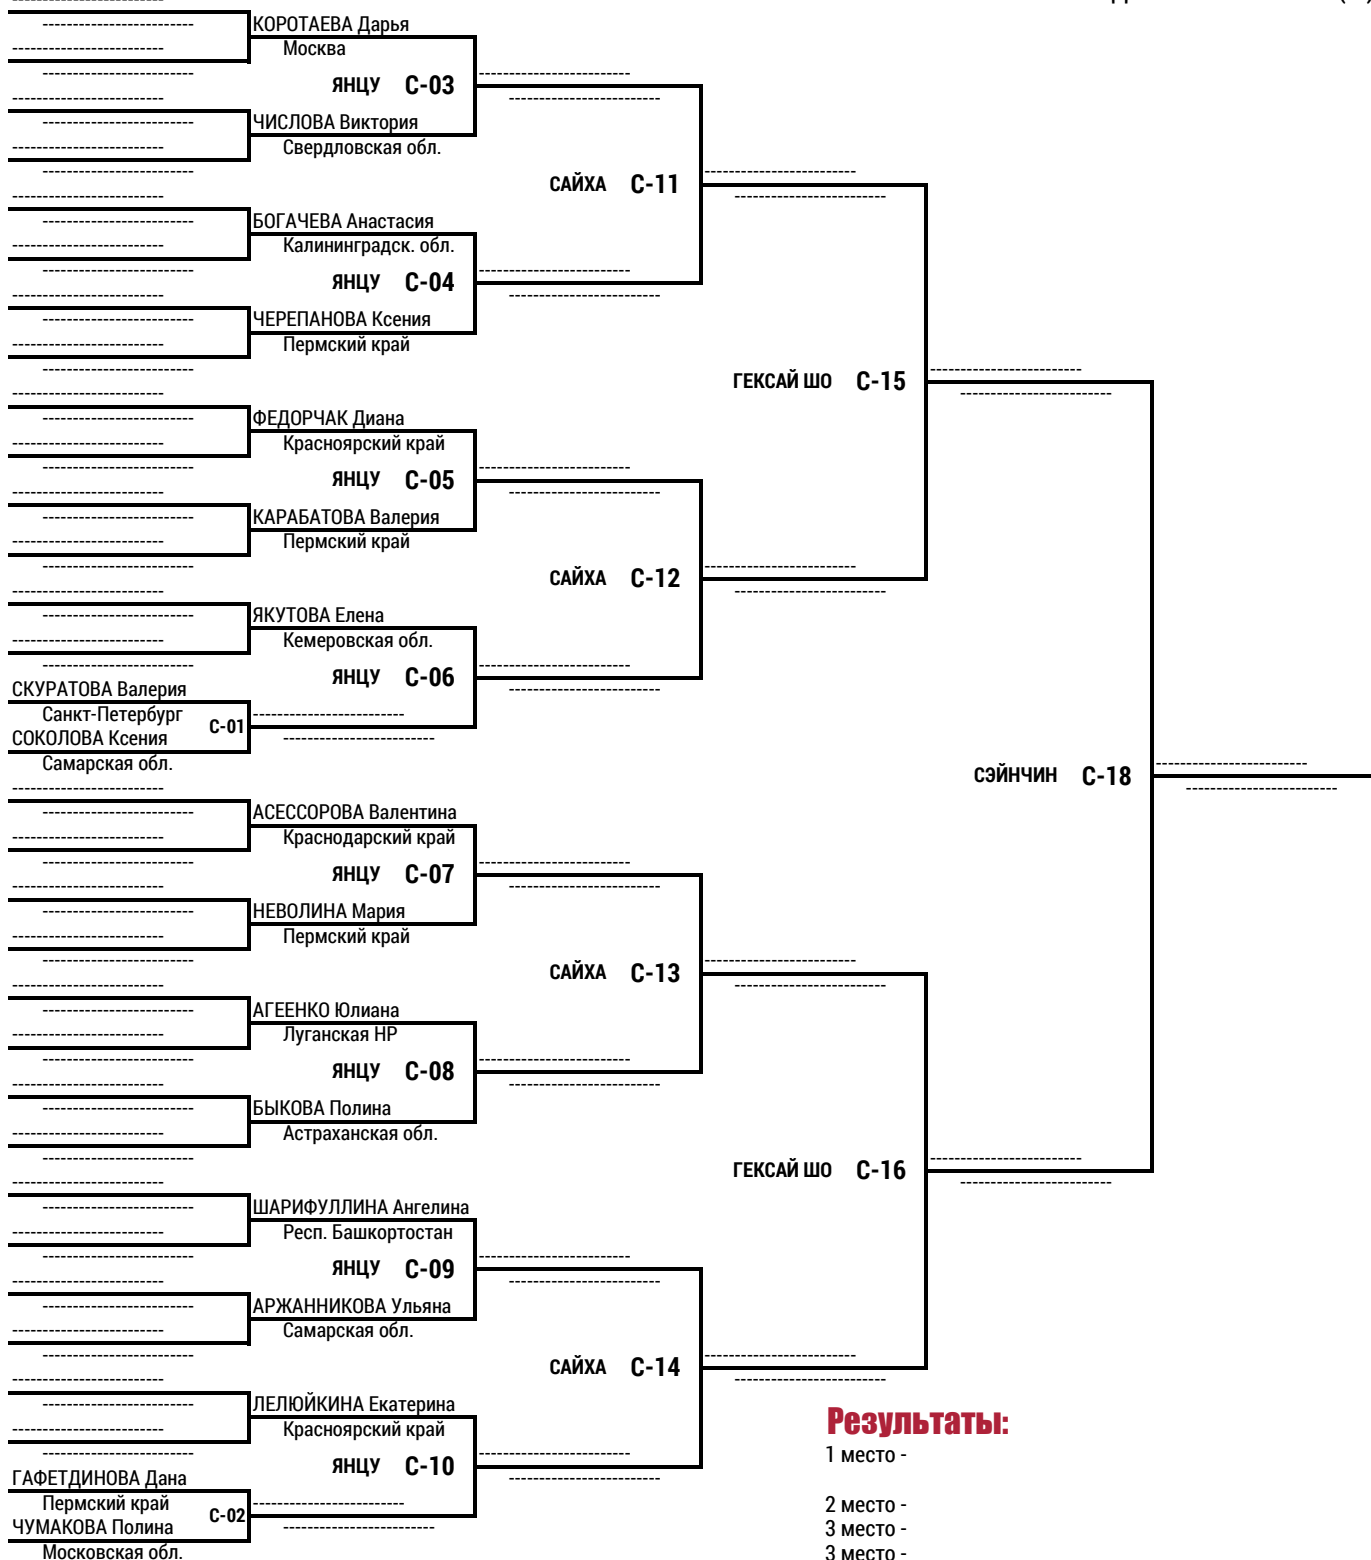 КОРОТАЕВА Дарья
Москва
ЯНЦУ C-03
ЧИСЛОВА Виктория
Свердловская обл.
САЙХА C-11
БОГАЧЕВА Анастасия
Калининградск. обл.
ЯНЦУ C-04
ЧЕРЕПАНОВА Ксения
Пермский край
ГЕКСАЙ ШО C-15
ФЕДОРЧАК Диана
Красноярский край
ЯНЦУ C-05
КАРАБАТОВА Валерия
Пермский край
САЙХА C-12
ЯКУТОВА Елена
Кемеровская обл.
ЯНЦУ C-06
СКУРАТОВА Валерия
Санкт-Петербург
C-01
СОКОЛОВА Ксения
Самарская обл.
СЭЙНЧИН C-18
АСЕССОРОВА Валентина
Краснодарский край
ЯНЦУ C-07
НЕВОЛИНА Мария
Пермский край
САЙХА C-13
АГЕЕНКО Юлиана
Луганская НР
ЯНЦУ C-08
БЫКОВА Полина
Астраханская обл.
ГЕКСАЙ ШО C-16
ШАРИФУЛЛИНА Ангелина
Респ. Башкортостан
ЯНЦУ C-09
АРЖАННИКОВА Ульяна
Самарская обл.
САЙХА C-14
ЛЕЛЮЙКИНА Екатерина
Красноярский край
ЯНЦУ C-10
ГАФЕТДИНОВА Дана
Пермский край
C-02
ЧУМАКОВА Полина
Московская обл.
Результаты:
1 место -
2 место -
3 место -
3 место -